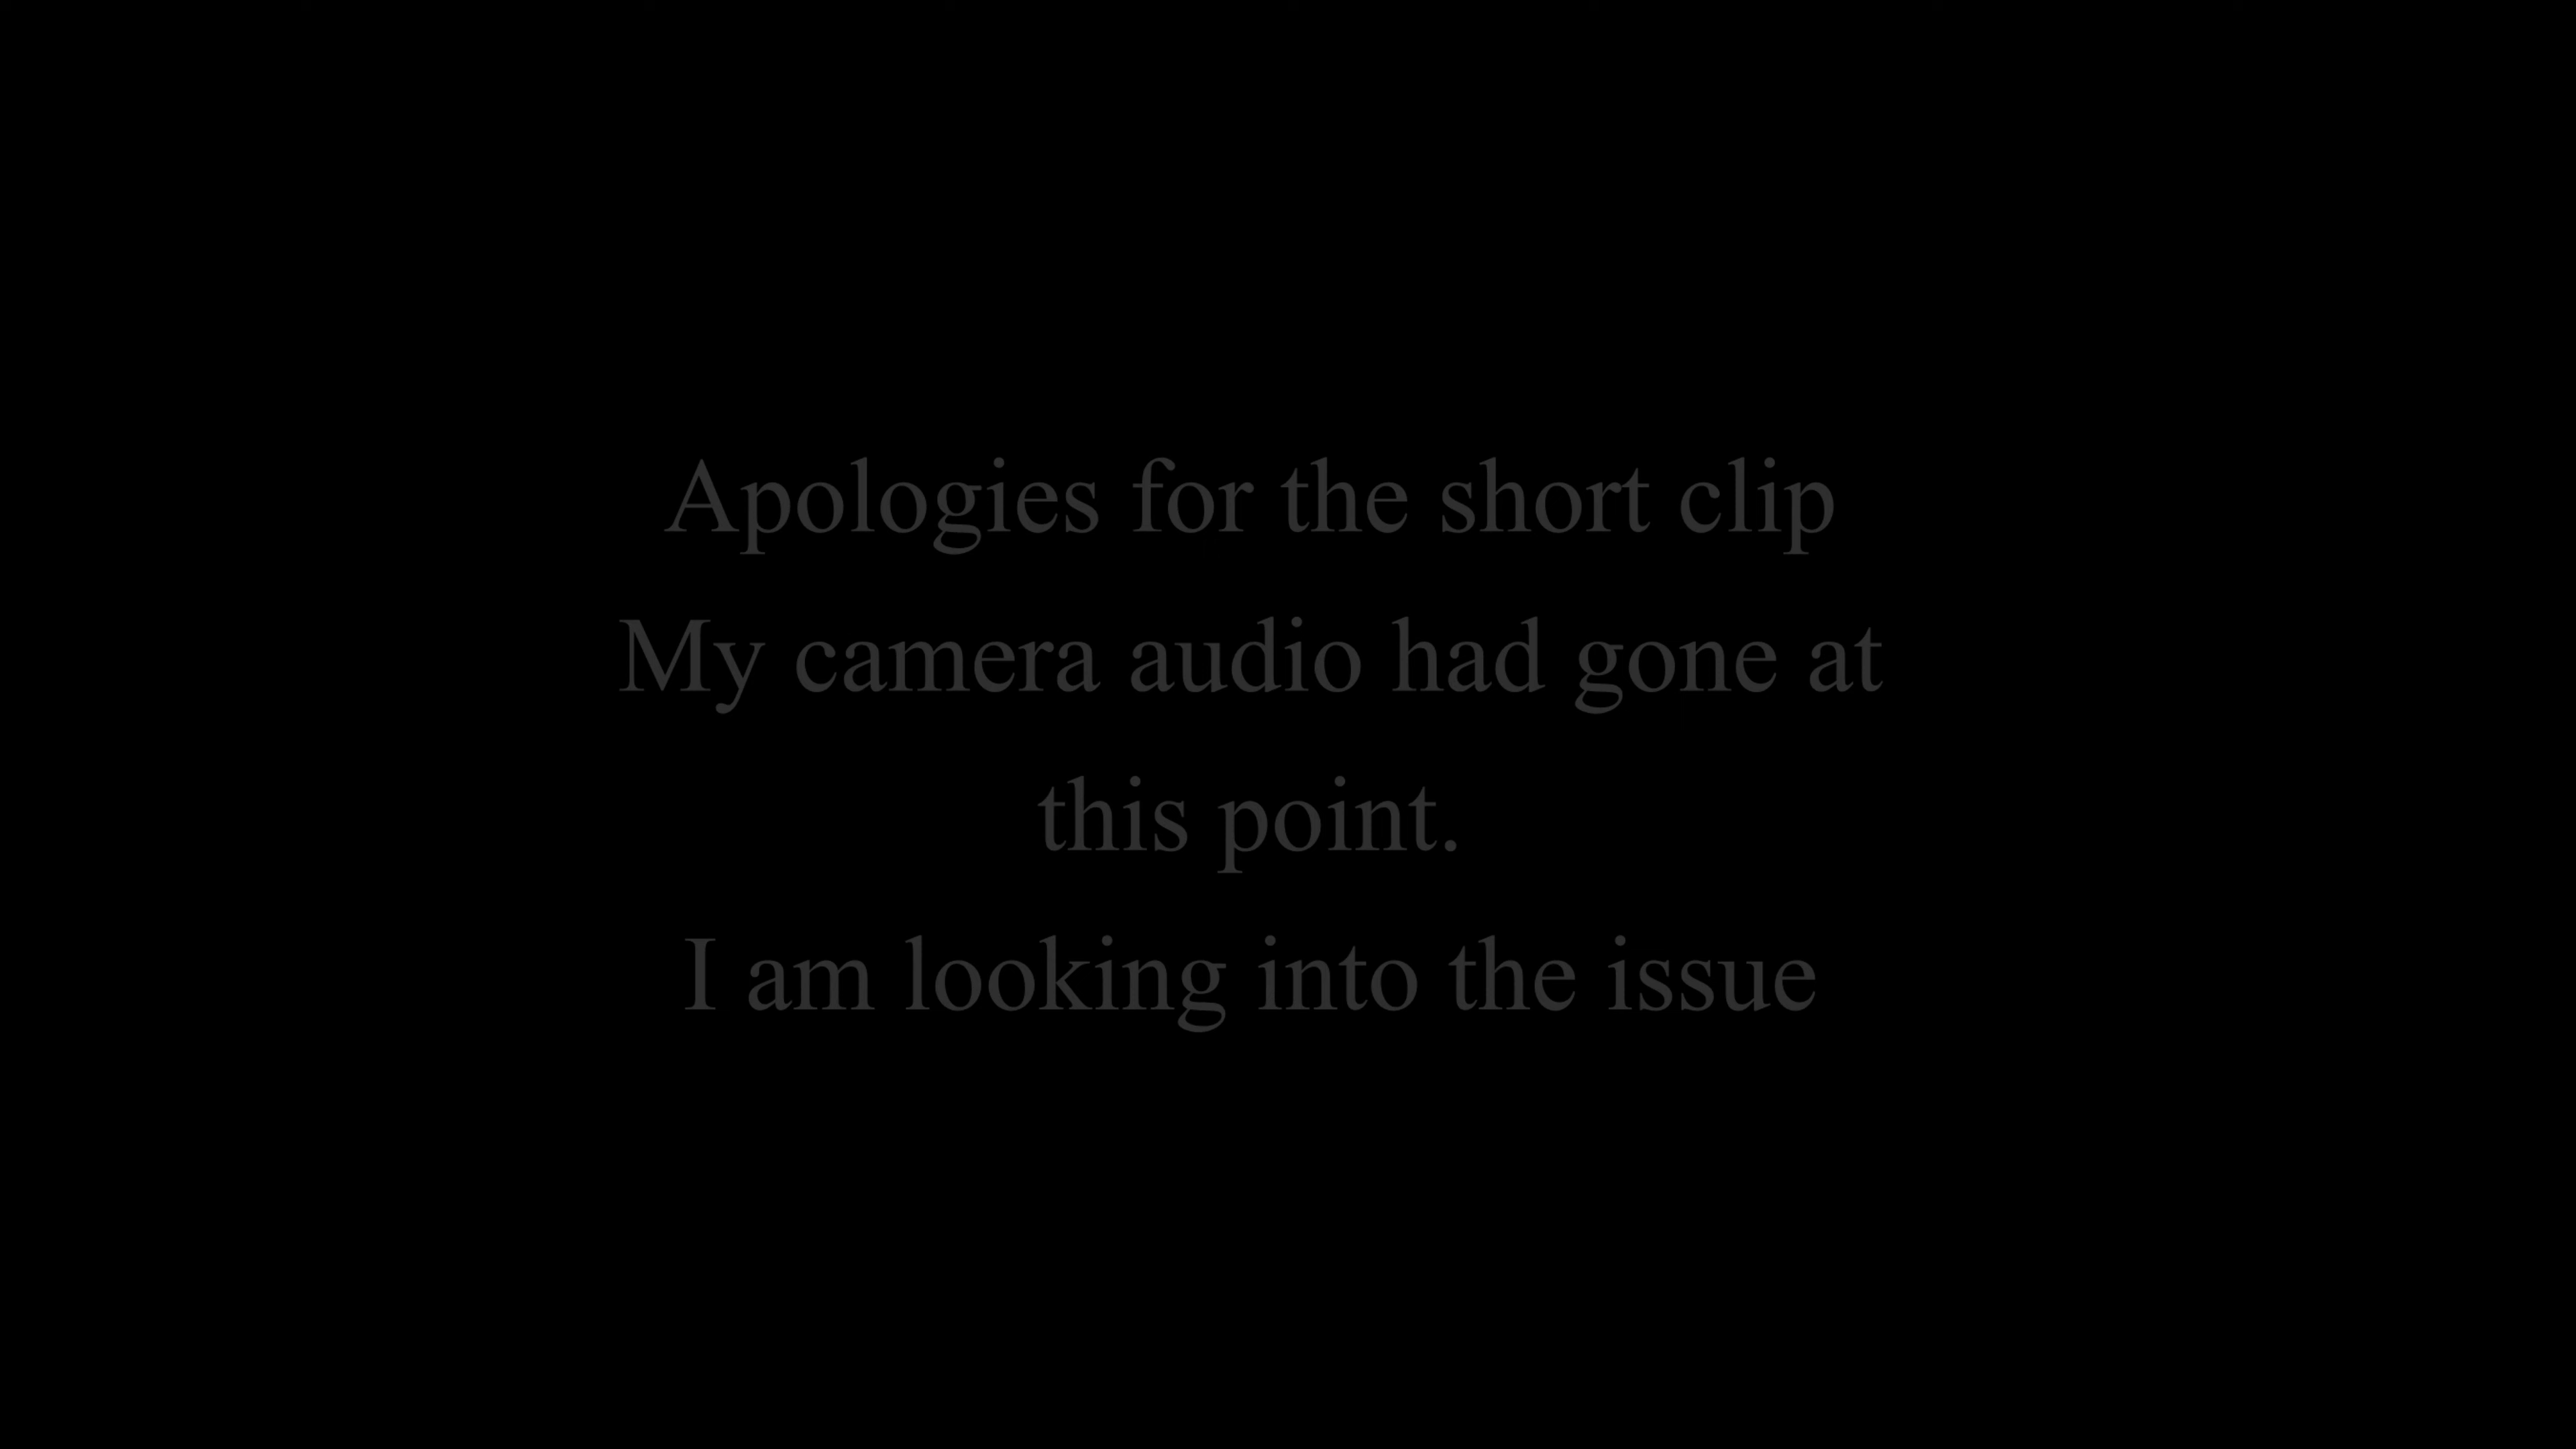 Apologies for the short clip
My camera audio had gone at
this point.
I am looking into the issue